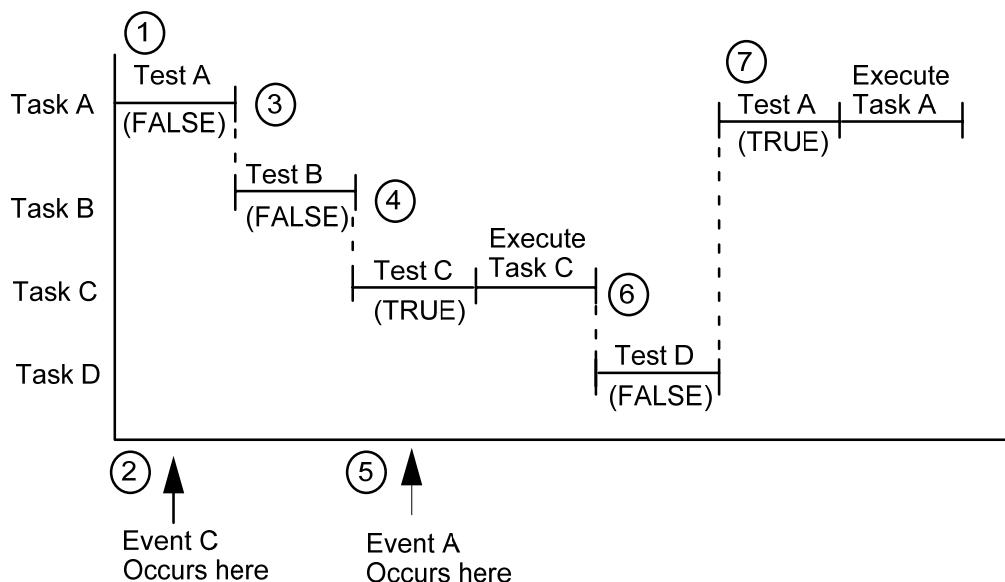 1
Test A
(FALSE)
3
Task A
Test B
(FALSE)
4
Task B
Test C
(TRUE)
Execute
Task C
6
Task C
Test D
(FALSE)
Task D
7
Test A
(TRUE)
Execute
Task A
2
Event C
Occurs here
5
Event A
Occurs here